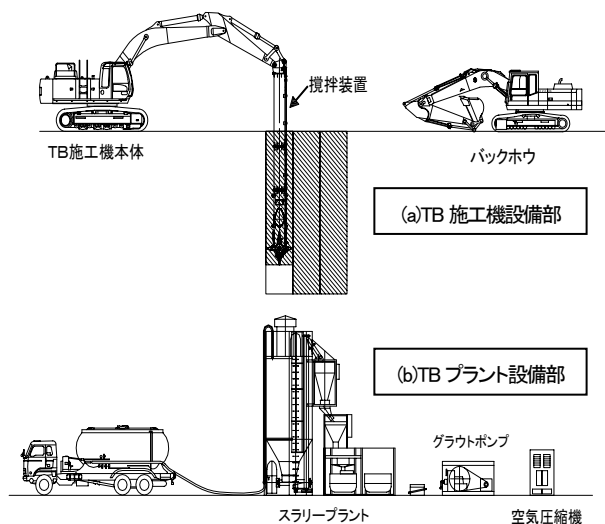 撹拌装置
TB施工機本体
バックホウ
(a)TB 施工機設備部
(b)TB プラント設備部
グラウトポンプ
スラリープラント
空気圧縮機